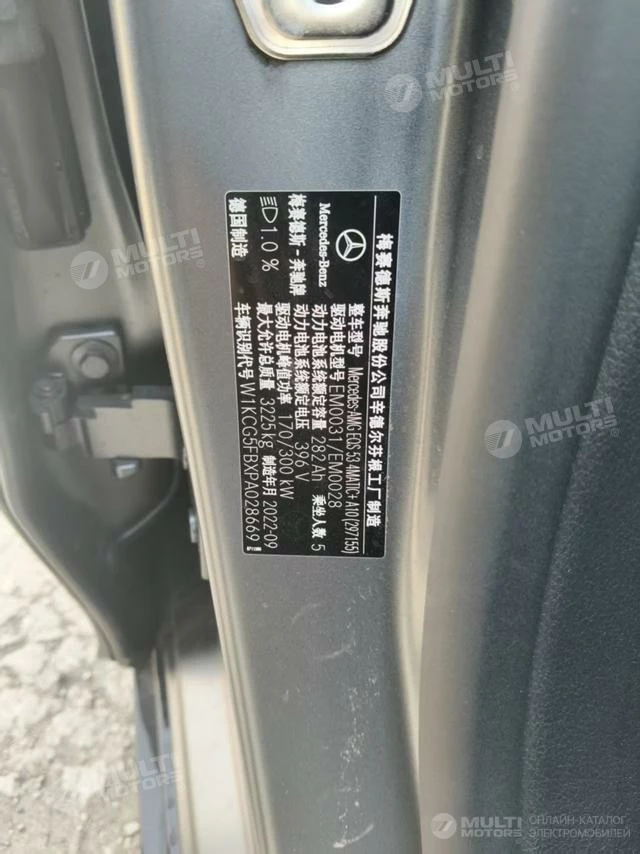 梅赛德斯奔驰股份公司辛德尔芬根工厂制造
Mercedes-Benz
整车型号 Mercedes-AMG EQS 53 4MATIC+ A10(297155)
驱动电机型号 EM0031/EM0028
梅赛德斯-奔驰牌
动力电池系统额定容量 282Ah 乘坐人数 5
动力电池系统额定电压 396V
1.0 %
驱动电机峰值功率 170/300 kW
最大允许总质量 3225kg 制造年月 2022-09
德国制造
车辆识别代号 W1KCG5FBXPA028669
MULTI MOTORS
MULTI MOTORS
MULTI MOTORS
MULTI MOTORS
MULTI MOTORS
MULTI MOTORS
ОНЛАЙН-КАТАЛОГ
ЭЛЕКТРОМОБИЛЕЙ